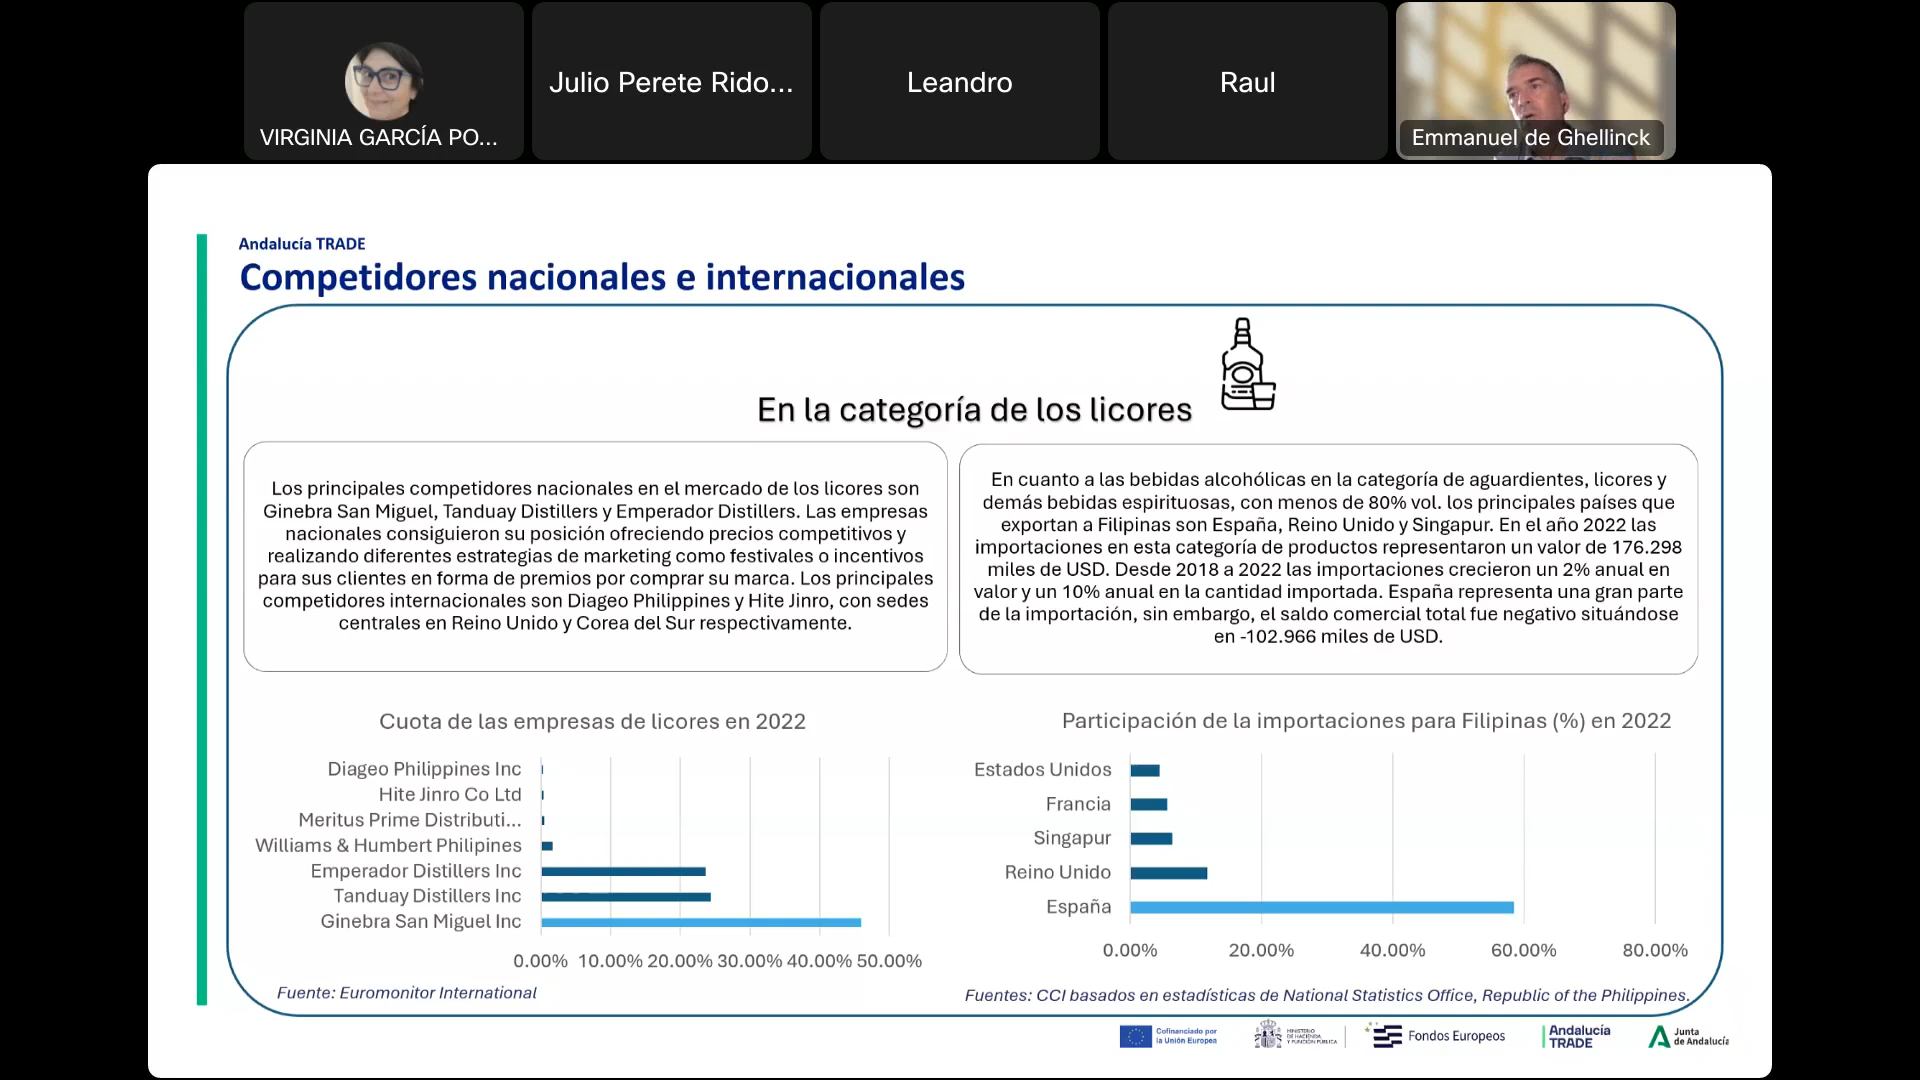 VIRGINIA GARCÍA PO...
Julio Perete Rido...
Leandro
Raul
Emmanuel de Ghellinck
Andalucía TRADE
Competidores nacionales e internacionales
En la categoría de los licores
Los principales competidores nacionales en el mercado de los licores son
Ginebra San Miguel, Tanduay Distillers y Emperador Distillers. Las empresas
nacionales consiguieron su posición ofreciendo precios competitivos y
realizando diferentes estrategias de marketing como festivales o incentivos
para sus clientes en forma de premios por comprar su marca. Los principales
competidores internacionales son Diageo Philippines y Hite Jinro, con sedes
centrales en Reino Unido y Corea del Sur respectivamente.
En cuanto a las bebidas alcohólicas en la categoría de aguardientes, licores y
demás bebidas espirituosas, con menos de 80% vol. los principales países que
exportan a Filipinas son España, Reino Unido y Singapur. En el año 2022 las
importaciones en esta categoría de productos representaron un valor de 176.298
miles de USD. Desde 2018 a 2022 las importaciones crecieron un 2% anual en
valor y un 10% anual en la cantidad importada. España representa una gran parte
de la importación, sin embargo, el saldo comercial total fue negativo situándose
en -102.966 miles de USD.
Cuota de las empresas de licores en 2022
Diageo Philippines Inc
Hite Jinro Co Ltd
Meritus Prime Distributi...
Williams & Humbert Philipines
Emperador Distillers Inc
Tanduay Distillers Inc
Ginebra San Miguel Inc
0.00% 10.00% 20.00% 30.00% 40.00% 50.00%
Fuente: Euromonitor International
Participación de la importaciones para Filipinas (%) en 2022
Estados Unidos
Francia
Singapur
Reino Unido
España
0.00% 20.00% 40.00% 60.00% 80.00%
Fuentes: CCI basados en estadísticas de National Statistics Office, Republic of the Philippines.
Cofinanciado por
la Unión Europea
MINISTERIO
DE HACIENDA
Y FUNCIÓN PÚBLICA
Fondos Europeos
Andalucía
TRADE
Junta
de Andalucía